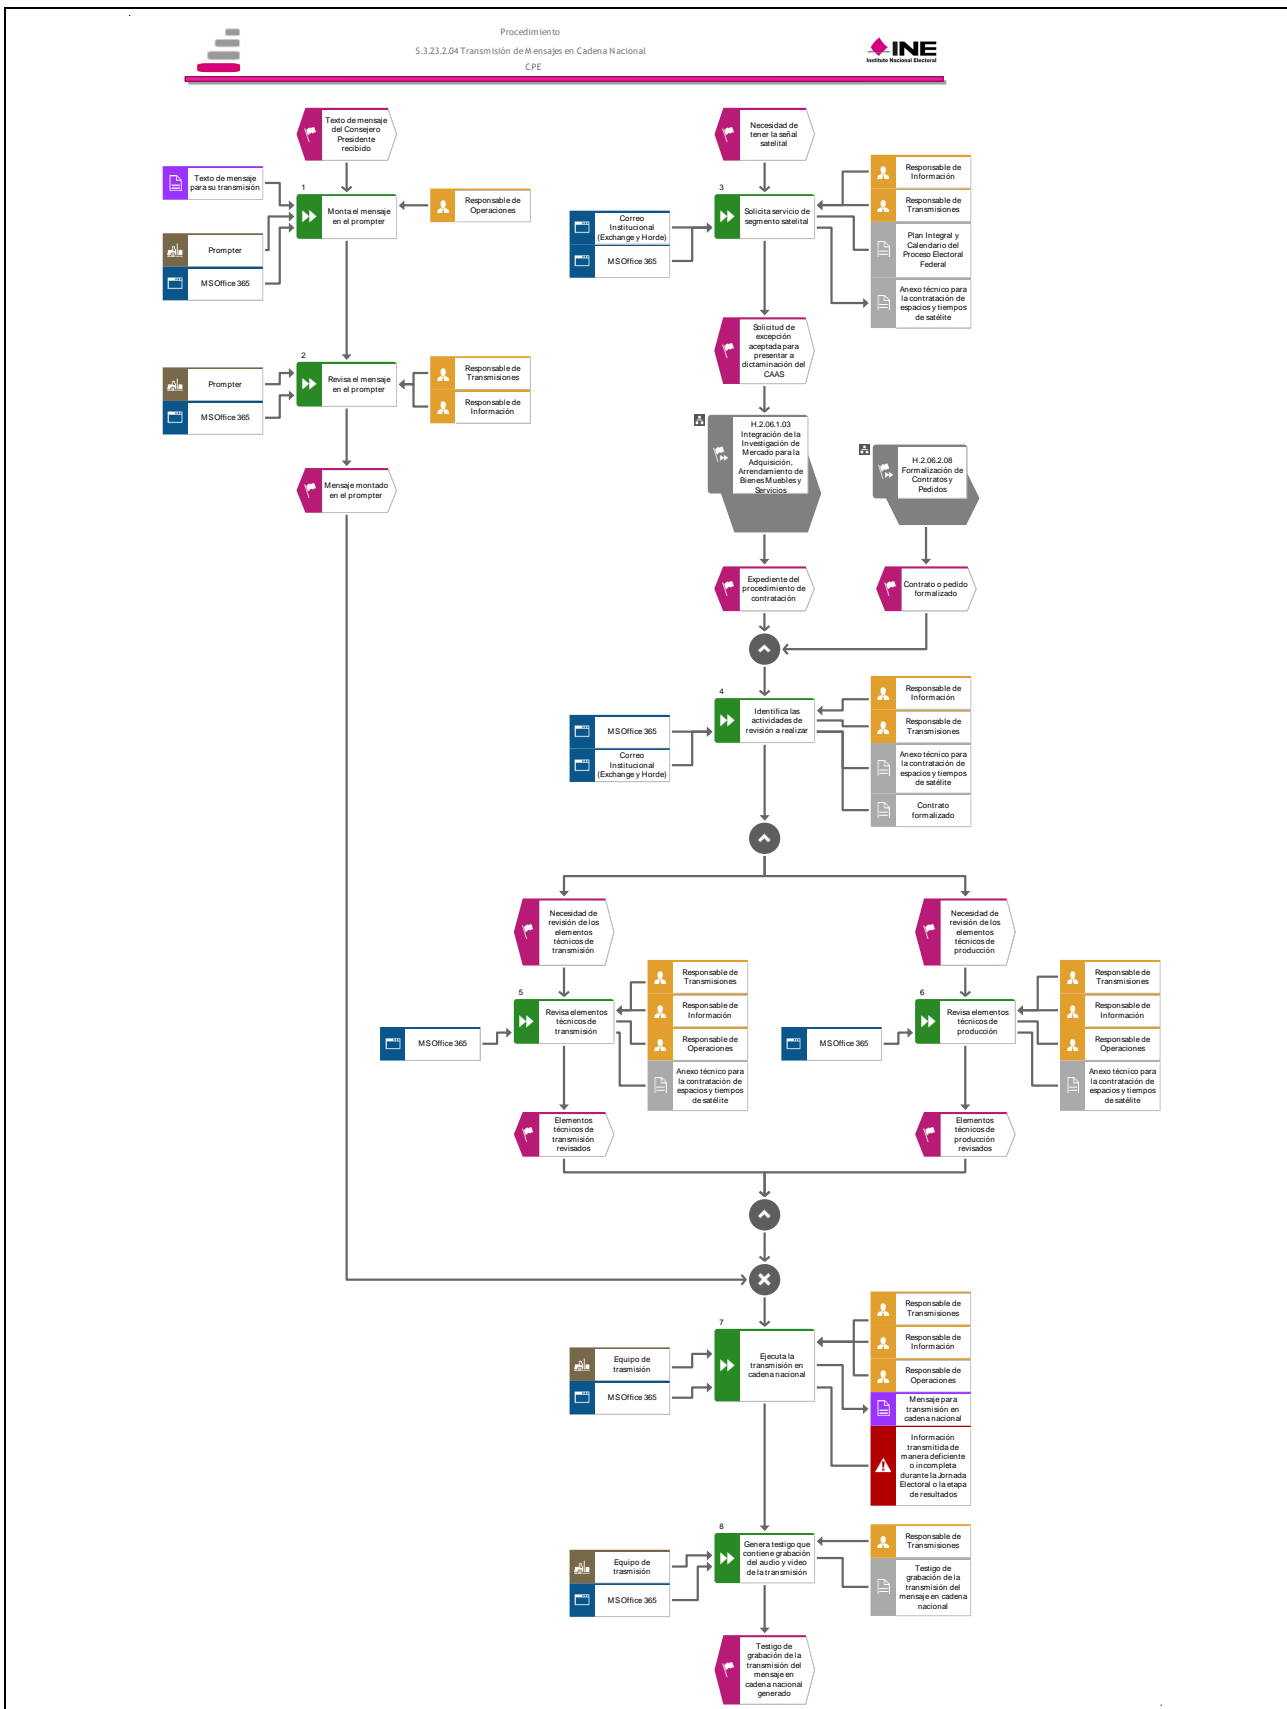 Procedimiento
S.3.23.2.04 Transmisión de Mensajes en Cadena Nacional
CPE
INE
Instituto Nacional Electoral
Texto de mensaje
del Consejero
Presidente
recibido
Texto de mensaje
para su transmisión
1
Monta el mensaje
en el prompter
Responsable de
Operaciones
Prompter
MS Office 365
2
Revisa el mensaje
en el prompter
Prompter
MS Office 365
Responsable de
Transmisiones
Responsable de
Información
Mensaje montado
en el prompter
Necesidad de
tener la señal
satelital
3
Solicita servicio de
segmento satelital
Correo
Institucional
(Exchange y Horde)
MS Office 365
Responsable de
Información
Responsable de
Transmisiones
Plan Integral y
Calendario del
Proceso Electoral
Federal
Anexo técnico para
la contratación de
espacios y tiempos
de satélite
Solicitud de
excepción
aceptada para
presentar a
dictaminación del
CAAS
H.2.06.1.03
Integración de la
Investigación de
Mercado para la
Adquisición,
Arrendamiento de
Bienes Muebles y
Servicios
H.2.06.2.08
Formalización de
Contratos y
Pedidos
Expediente del
procedimiento de
contratación
Contrato o pedido
formalizado
4
Identifica las
actividades de
revisión a realizar
MS Office 365
Correo
Institucional
(Exchange y Horde)
Responsable de
Información
Responsable de
Transmisiones
Anexo técnico para
la contratación de
espacios y tiempos
de satélite
Contrato
formalizado
Necesidad de
revisión de los
elementos
técnicos de
transmisión
5
Revisa elementos
técnicos de
transmisión
MS Office 365
Responsable de
Transmisiones
Responsable de
Información
Responsable de
Operaciones
Anexo técnico para
la contratación de
espacios y tiempos
de satélite
Elementos
técnicos de
transmisión
revisados
Necesidad de
revisión de los
elementos
técnicos de
producción
6
Revisa elementos
técnicos de
producción
MS Office 365
Responsable de
Transmisiones
Responsable de
Información
Responsable de
Operaciones
Anexo técnico para
la contratación de
espacios y tiempos
de satélite
Elementos
técnicos de
producción
revisados
7
Ejecuta la
transmisión en
cadena nacional
Equipo de
trasmisión
MS Office 365
Responsable de
Transmisiones
Responsable de
Información
Responsable de
Operaciones
Mensaje para
transmisión en
cadena nacional
Información
transmitida de
manera deficiente
o incompleta
durante la Jornada
Electoral o la etapa
de resultados
8
Genera testigo que
contiene grabación
del audio y video
de la transmisión
Equipo de
trasmisión
MS Office 365
Responsable de
Transmisiones
Testigo de
grabación de la
transmisión del
mensaje en cadena
nacional
Testigo de
grabación de la
transmisión del
mensaje en
cadena nacional
generado